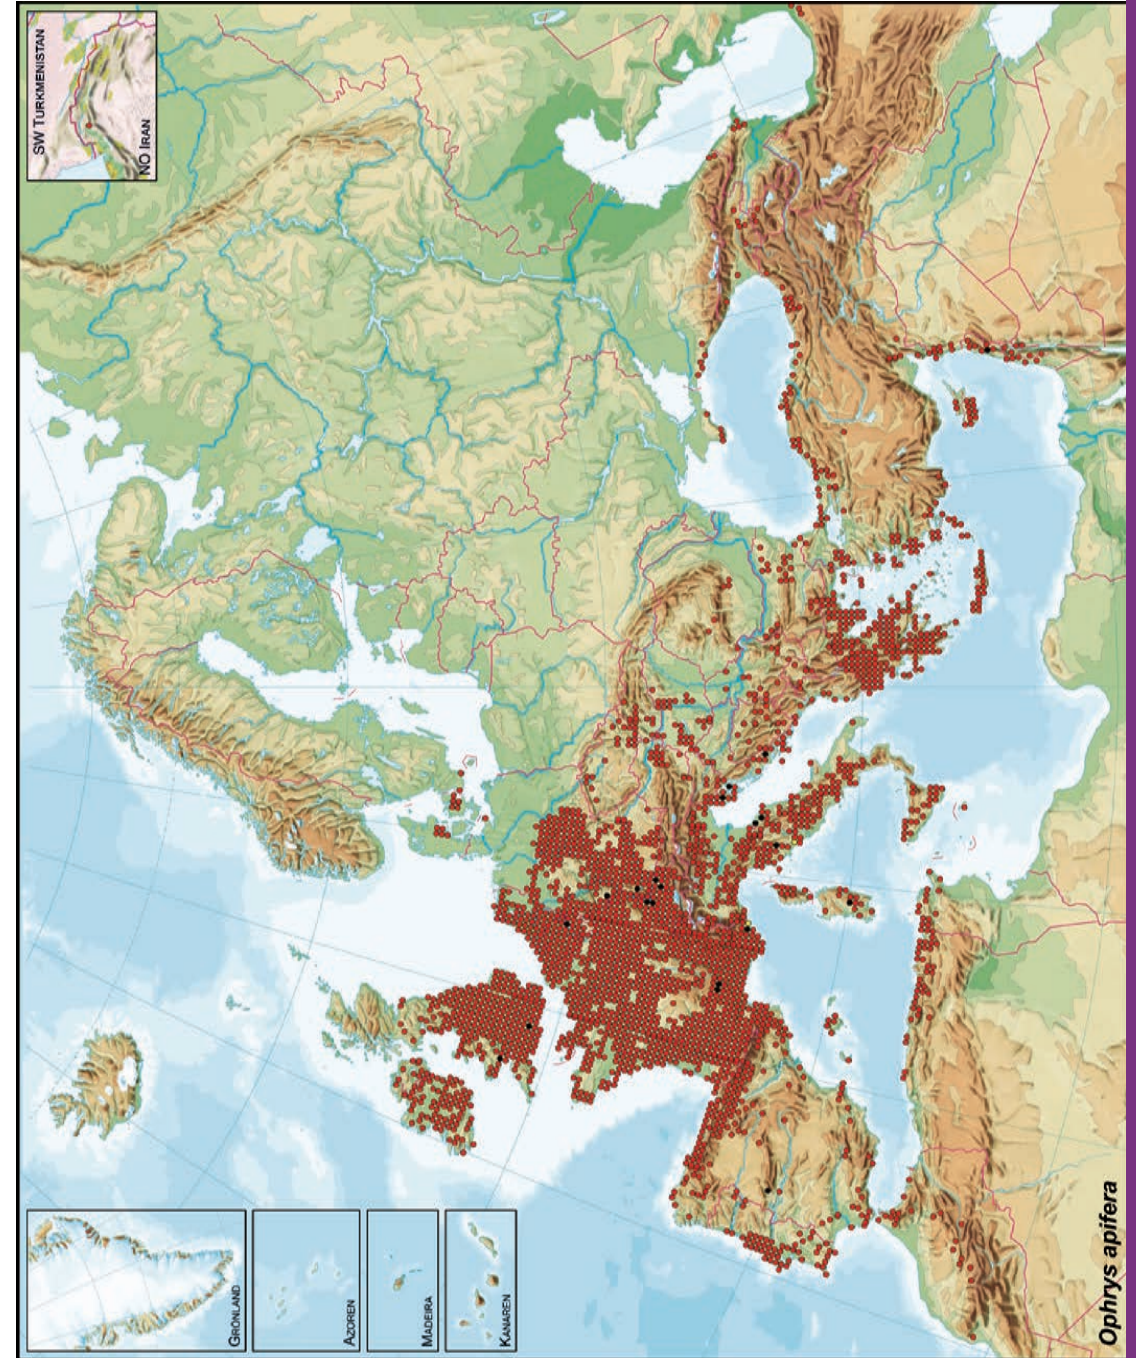 SW TURKMENISTAN
NO IRAN
GRÖNLAND
AZOREN
MADEIRA
KANAREN
Ophrys apifera